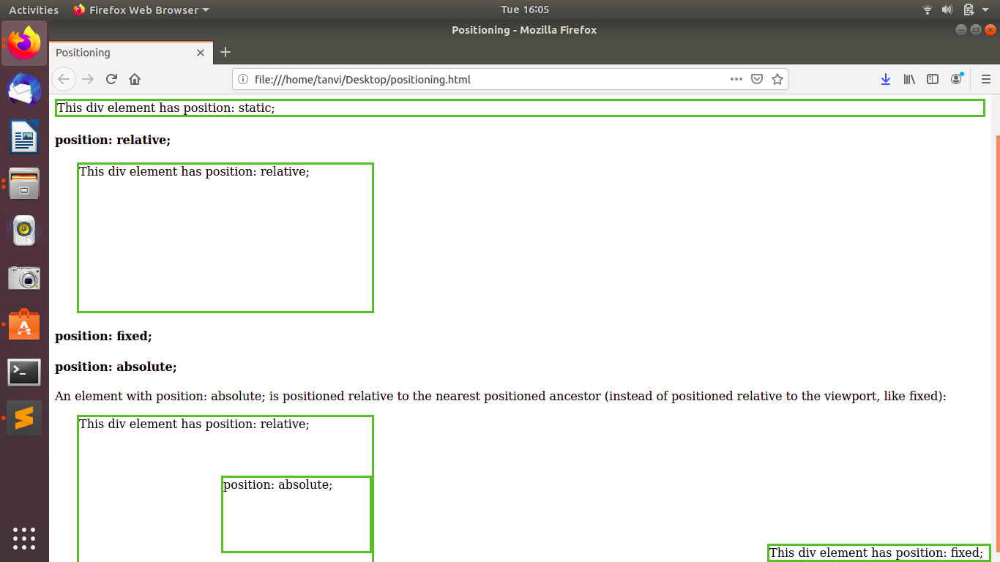 Activities Firefox Web Browser Tue 16:05
Positioning - Mozilla Firefox
Positioning
file:///home/tanvi/Desktop/positioning.html
This div element has position: static;
position: relative;
This div element has position: relative;
position: fixed;
position: absolute;
An element with position: absolute; is positioned relative to the nearest positioned ancestor (instead of positioned relative to the viewport, like fixed):
This div element has position: relative;
position: absolute;
This div element has position: fixed;